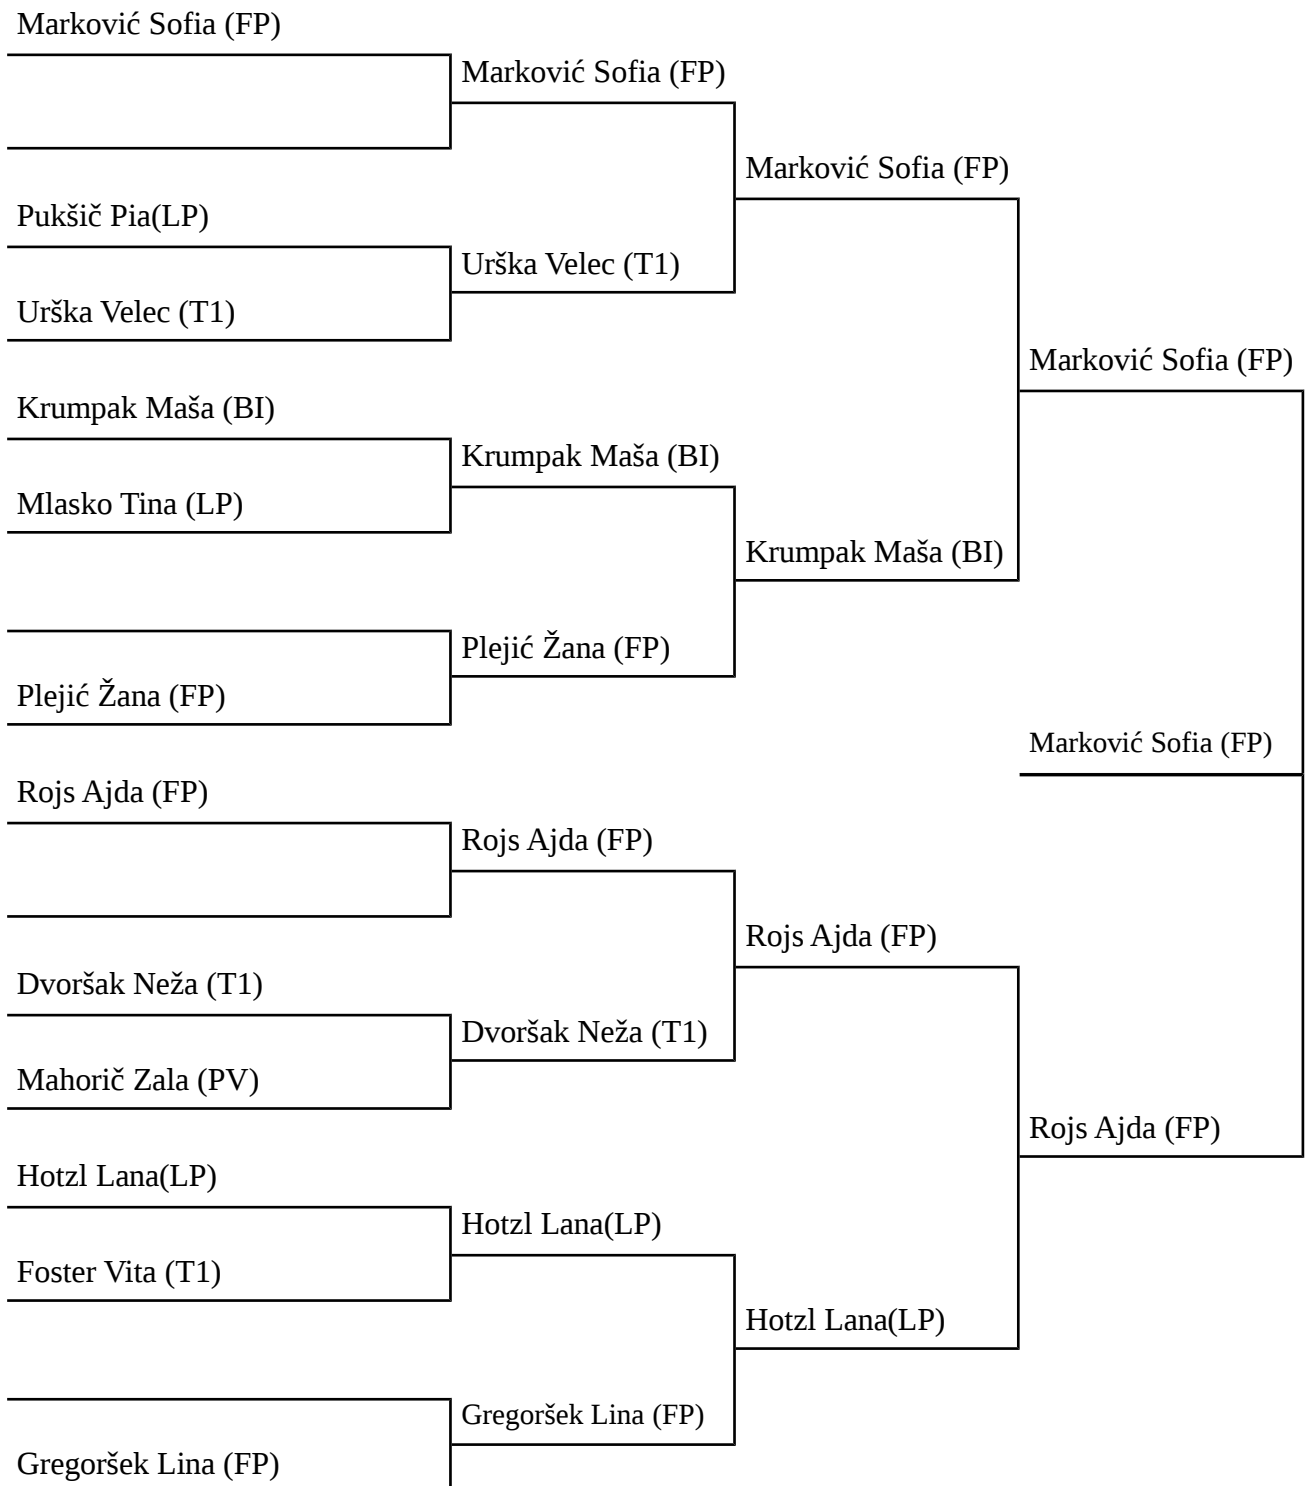 Marković Sofia (FP)
Marković Sofia (FP)
Marković Sofia (FP)
Pukšič Pia(LP)
Urška Velec (T1)
Urška Velec (T1)
Marković Sofia (FP)
Krumpak Maša (BI)
Krumpak Maša (BI)
Mlasko Tina (LP)
Krumpak Maša (BI)
Plejić Žana (FP)
Plejić Žana (FP)
Marković Sofia (FP)
Rojs Ajda (FP)
Rojs Ajda (FP)
Rojs Ajda (FP)
Dvoršak Neža (T1)
Dvoršak Neža (T1)
Mahorič Zala (PV)
Rojs Ajda (FP)
Hotzl Lana(LP)
Hotzl Lana(LP)
Foster Vita (T1)
Hotzl Lana(LP)
Gregoršek Lina (FP)
Gregoršek Lina (FP)